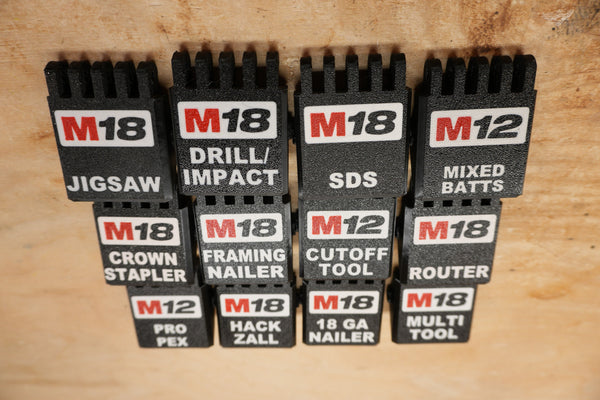 M18
JIGSAW
M18
DRILL/
IMPACT
M18
SDS
M12
MIXED
BATTS
M18
CROWN
STAPLER
M18
FRAMING
NAILER
M12
CUTOFF
TOOL
M18
ROUTER
M12
PRO
PEX
M18
HACK
ZALL
M18
18 GA
NAILER
M18
MULTI
TOOL